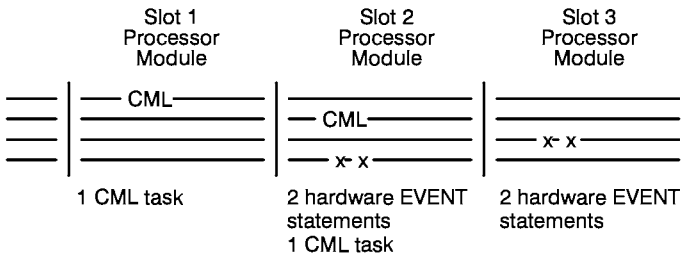 Slot 1
Processor
Module
Slot 2
Processor
Module
Slot 3
Processor
Module
CML
CML
x x
x x
1 CML task
2 hardware EVENT
statements
1 CML task
2 hardware EVENT
statements